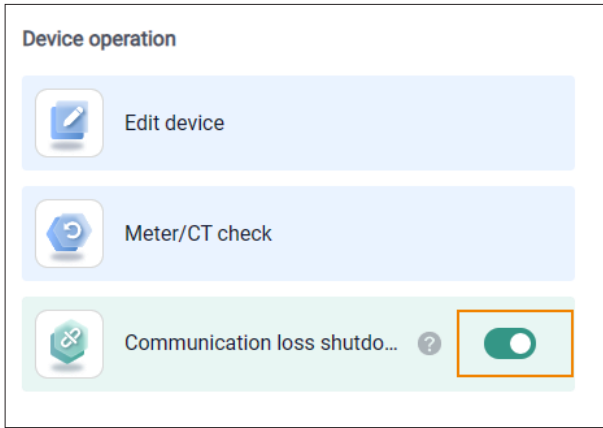 Device operation
Edit device
Meter/CT check
Communication loss shutdo... ?